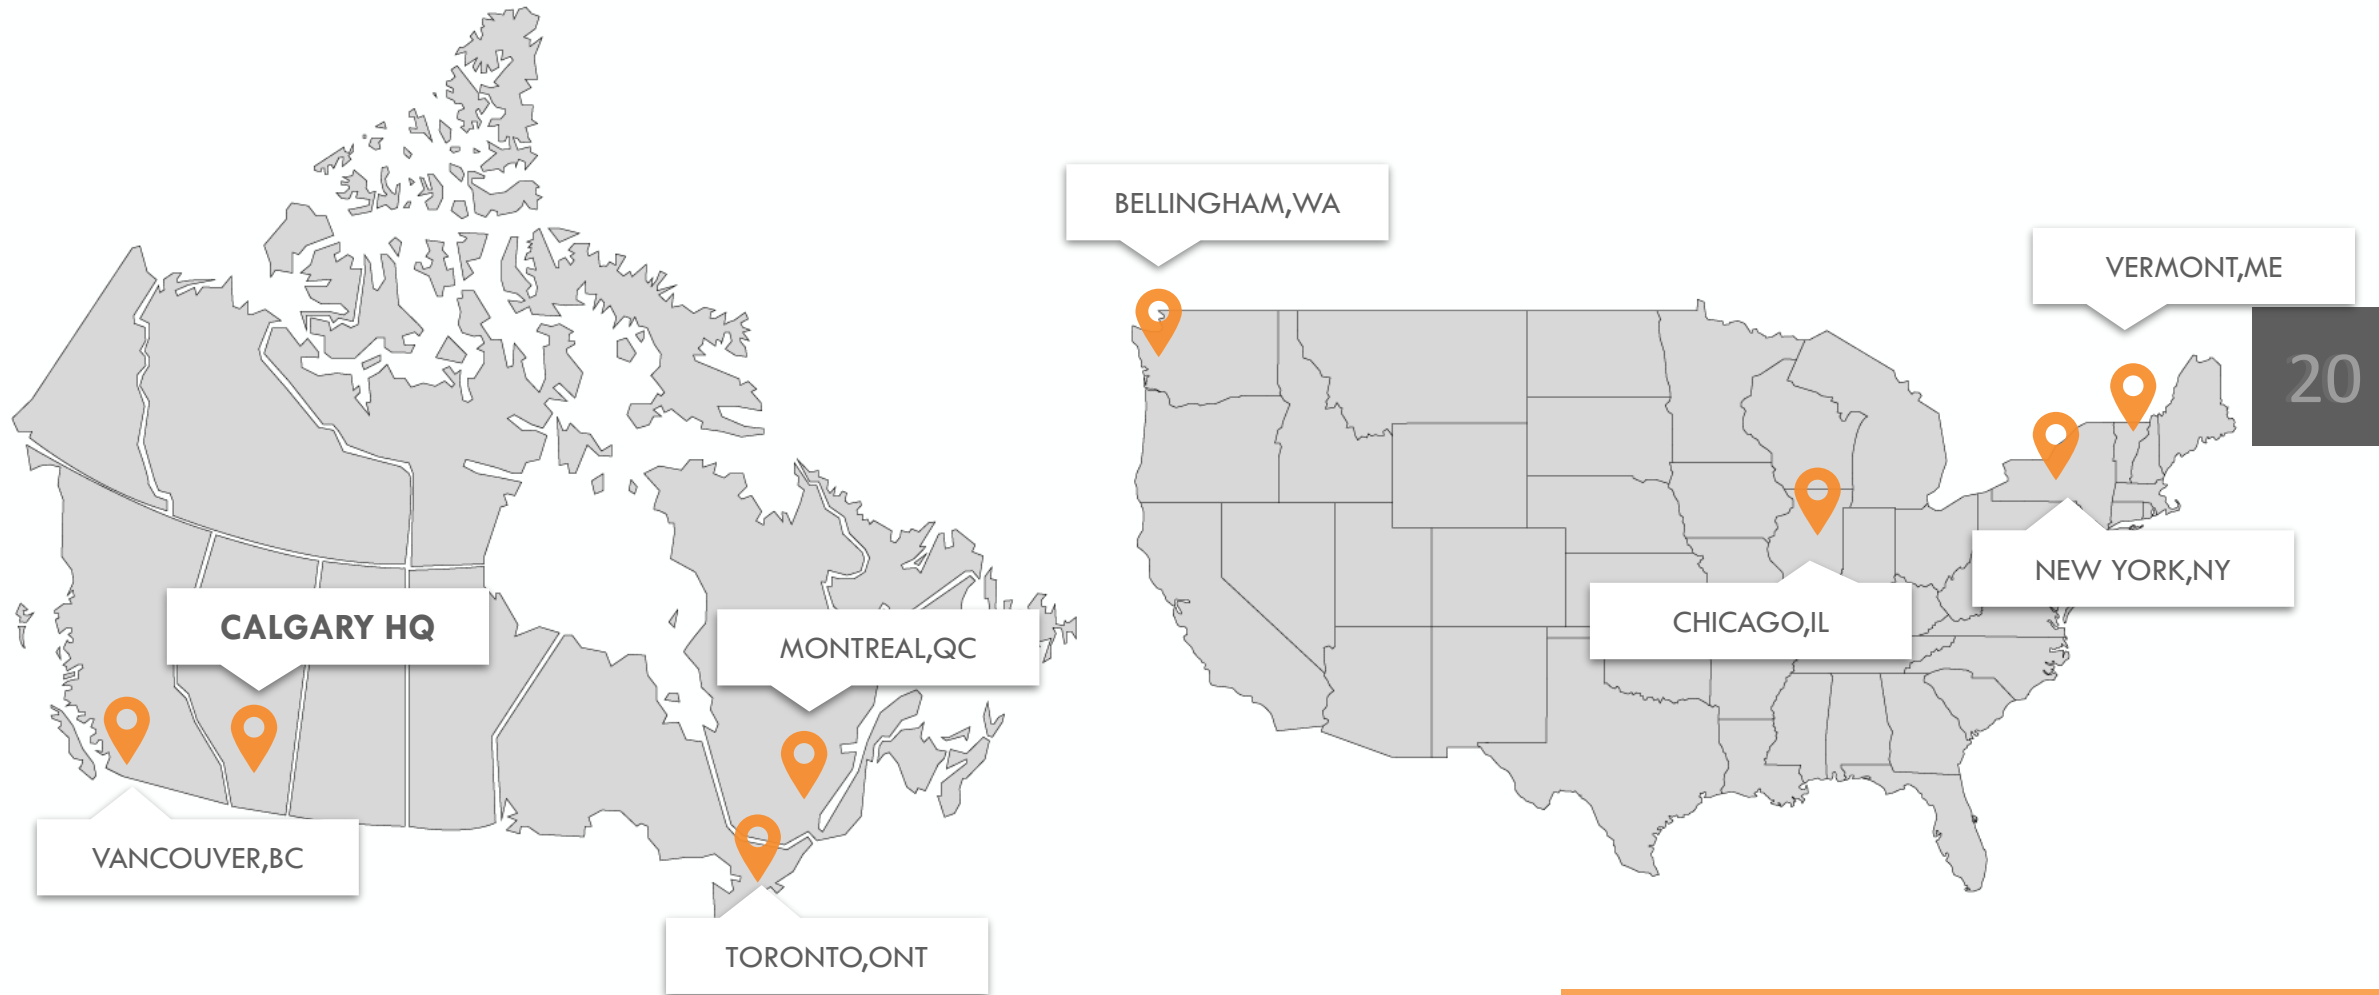 BELLINGHAM,WA
VERMONT,ME
20
NEW YORK,NY
CHICAGO,IL
CALGARY HQ
MONTREAL,QC
VANCOUVER,BC
TORONTO,ONT